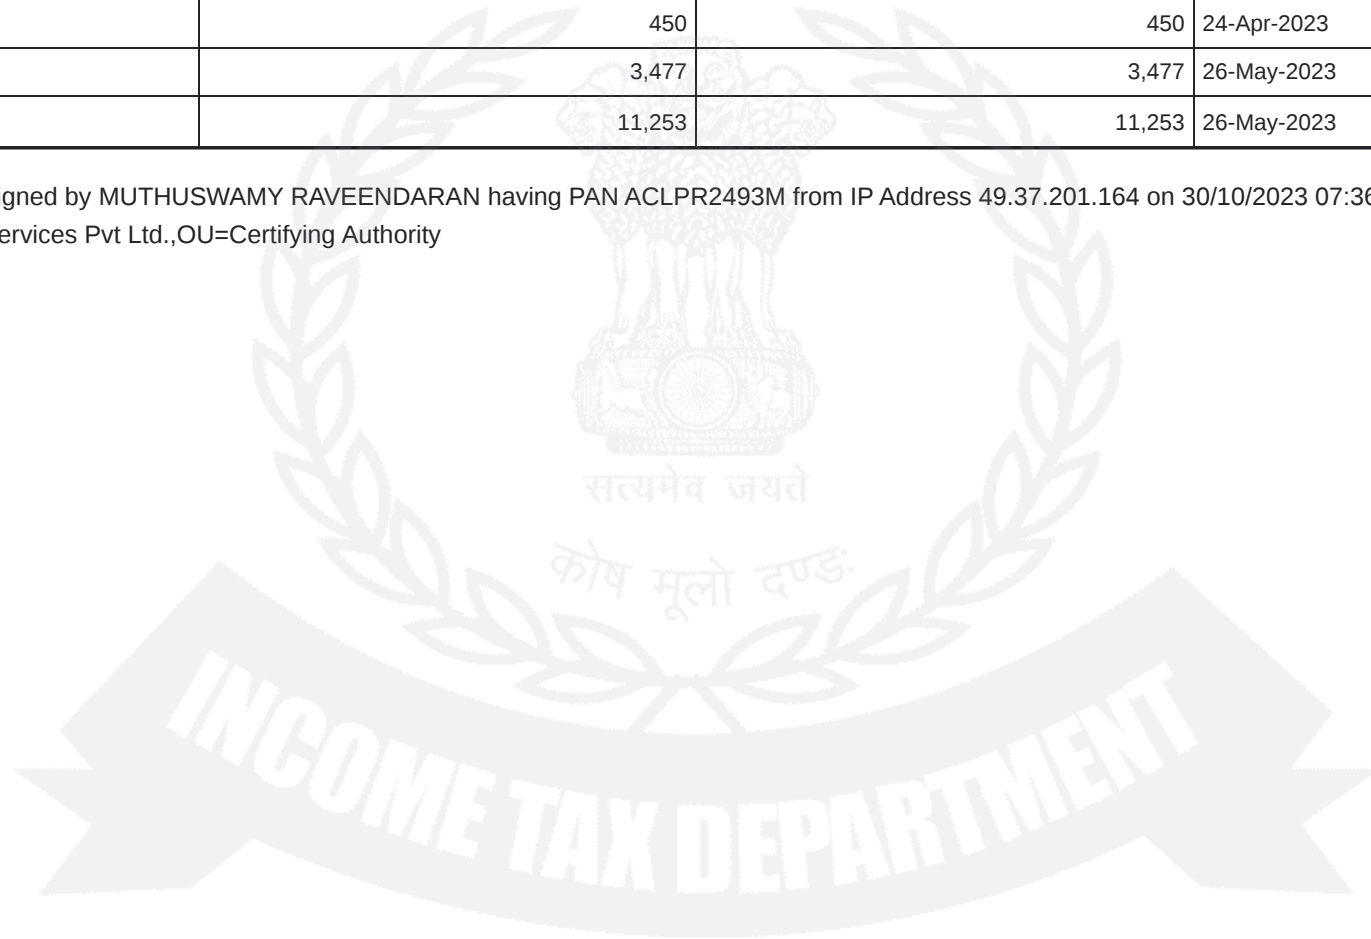 450 450 24-Apr-2023
3,477 3,477 26-May-2023
11,253 11,253 26-May-2023
igned by MUTHUSWAMY RAVEENDARAN having PAN ACLPR2493M from IP Address 49.37.201.164 on 30/10/2023 07:36
ervices Pvt Ltd.,OU=Certifying Authority
सत्यमेव जयते
कोष मूलो दण्डः
INCOME TAX DEPARTMENT